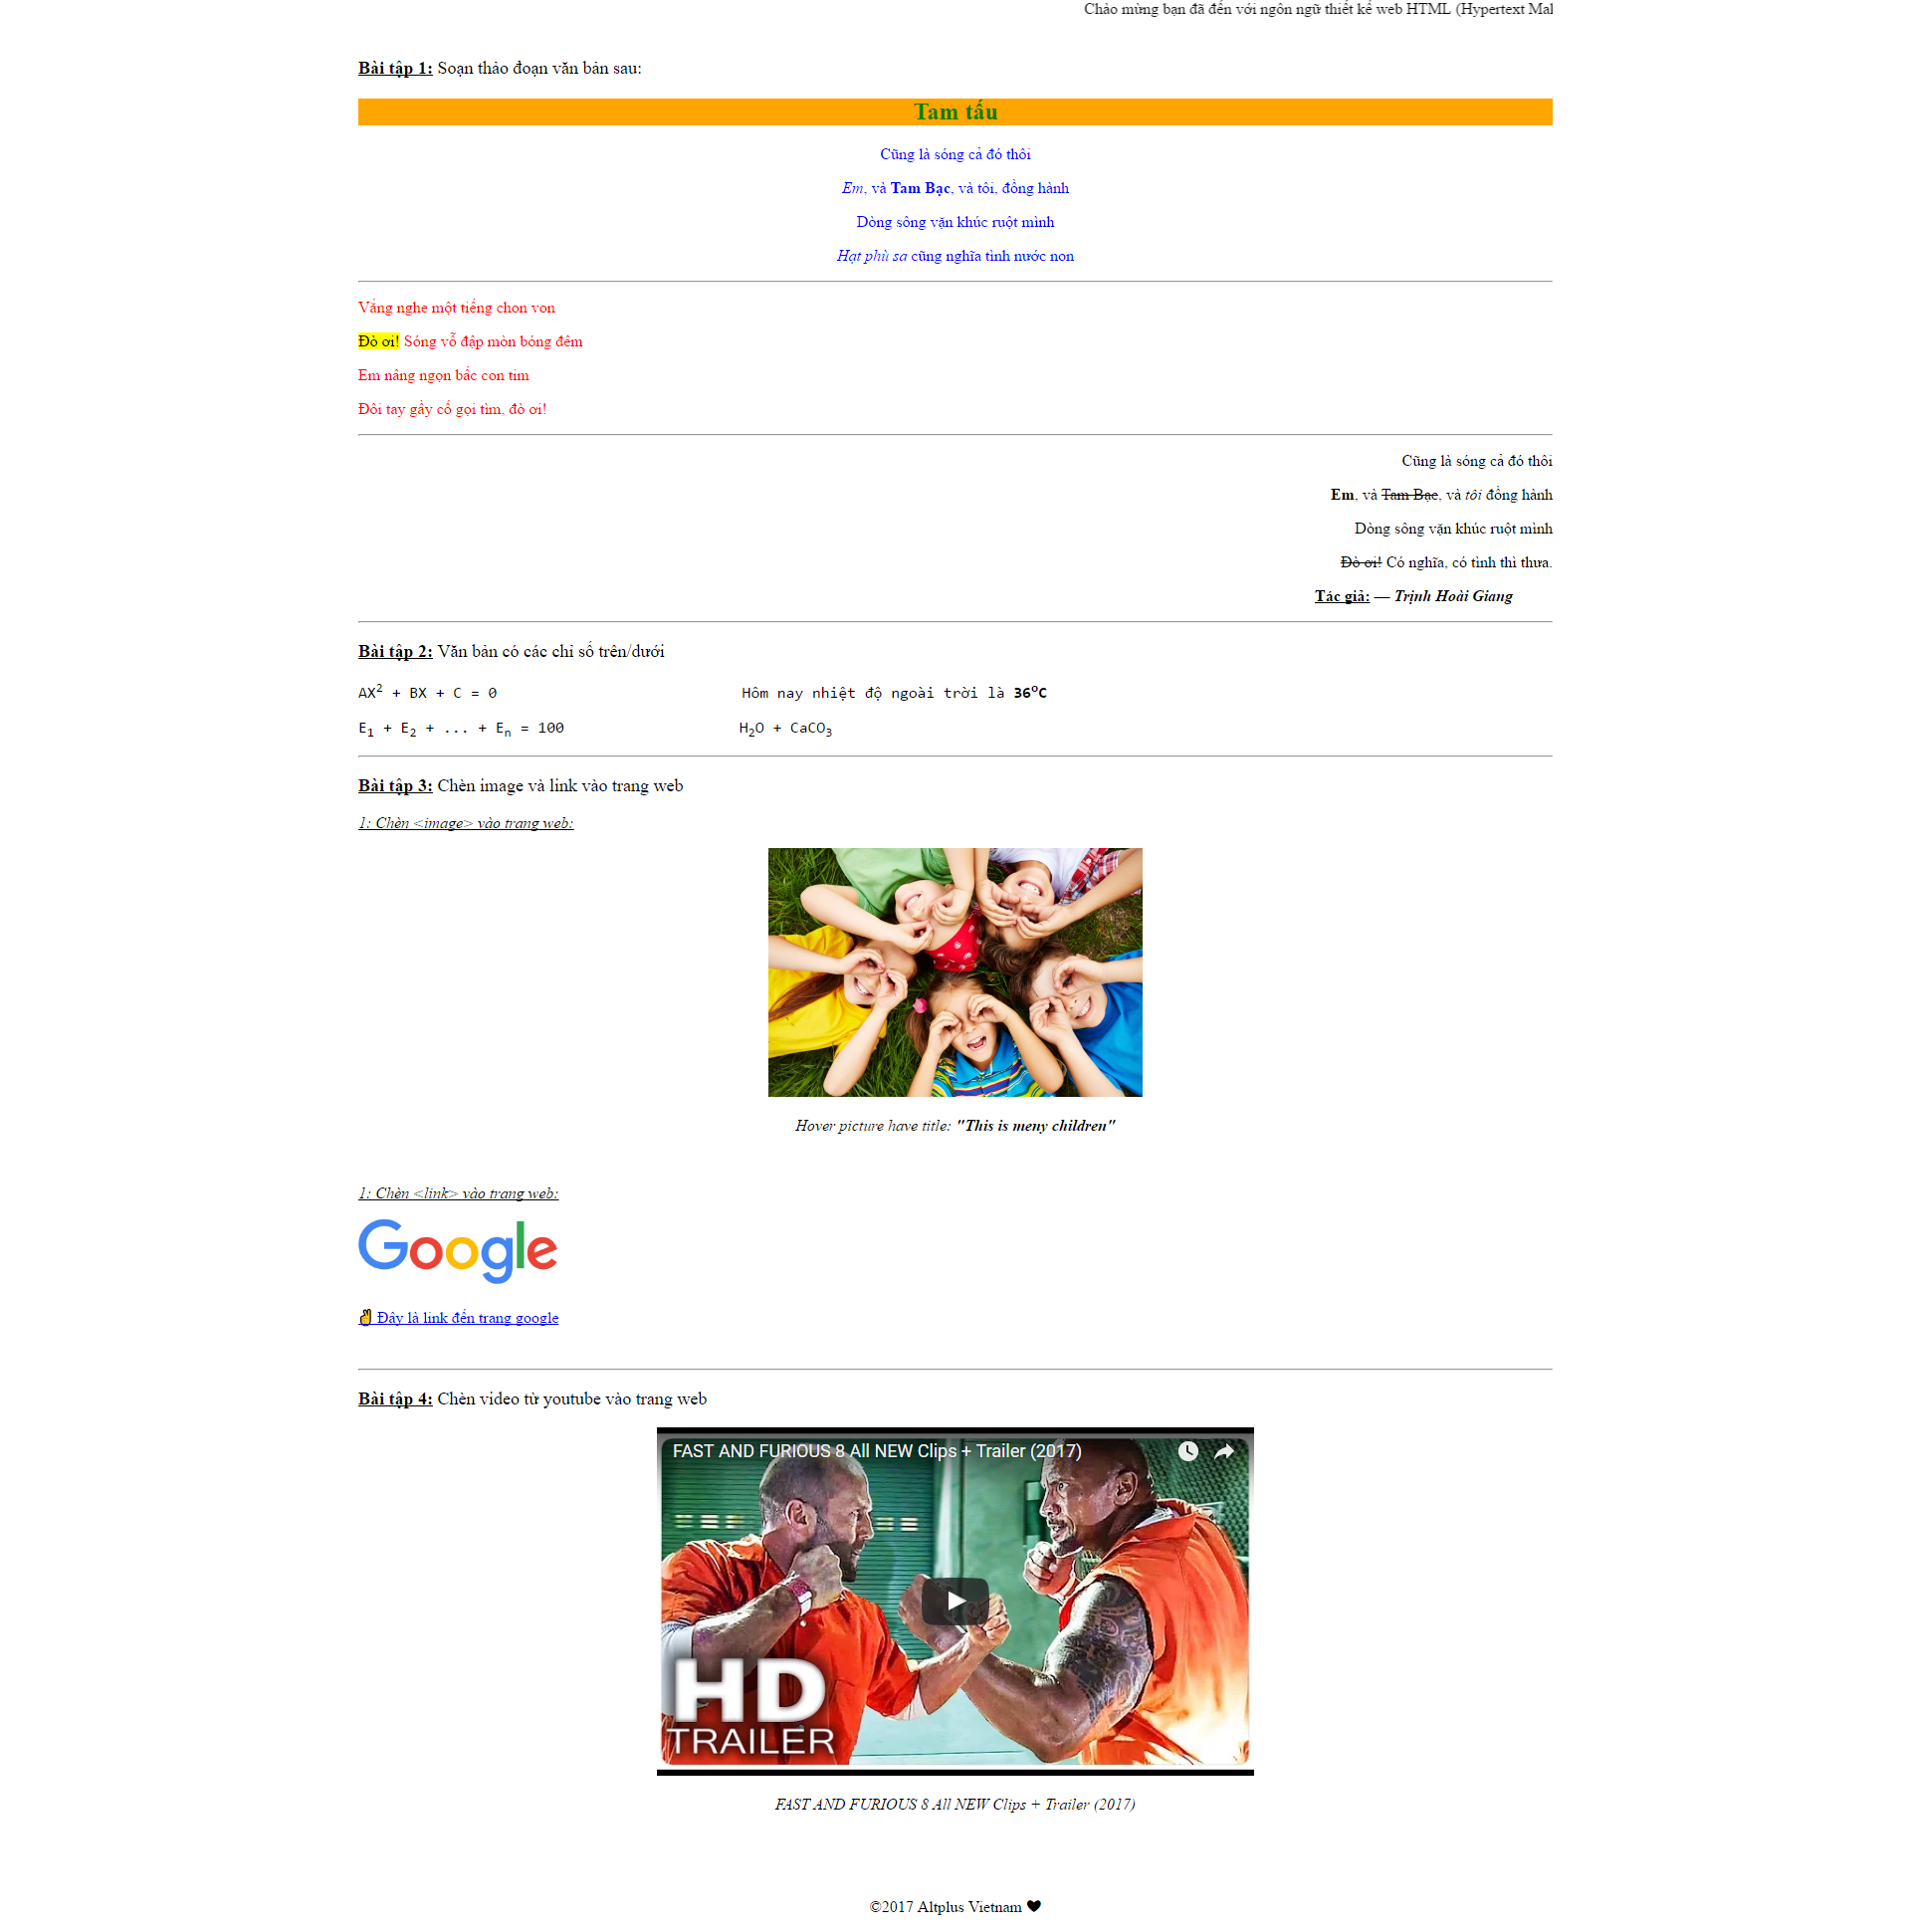 Chào mừng bạn đã đến với ngôn ngữ thiết kế web HTML (Hypertext Mal
Bài tập 1: Soạn thảo đoạn văn bản sau:
Tam tấu
Cũng là sóng cả đó thôi
Em, và Tam Bạc, và tôi, đồng hành
Dòng sông vặn khúc ruột mình
Hạt phù sa cũng nghĩa tình nước non
Vẳng nghe một tiếng chon von
Đò ơi! Sóng vỗ đập mòn bóng đêm
Em nâng ngọn bấc con tim
Đôi tay gầy cố gọi tìm, đò ơi!
Cũng là sóng cả đó thôi
Em, và Tam Bạc, và tôi đồng hành
Dòng sông vặn khúc ruột mình
Đò ơi! Có nghĩa, có tình thì thưa.
Tác giả: — Trịnh Hoài Giang
Bài tập 2: Văn bản có các chỉ số trên/dưới
AX² + BX + C = 0 Hôm nay nhiệt độ ngoài trời là 36ºC
E₁ + E₂ + ... + Eₙ = 100 H₂O + CaCO₃
Bài tập 3: Chèn image và link vào trang web
1: Chèn <image> vào trang web:
Hover picture have title: "This is meny children"
1: Chèn <link> vào trang web:
Google
✌ Đây là link đến trang google
Bài tập 4: Chèn video từ youtube vào trang web
FAST AND FURIOUS 8 All NEW Clips + Trailer (2017)
HD
TRAILER
FAST AND FURIOUS 8 All NEW Clips + Trailer (2017)
©2017 Altplus Vietnam ♥